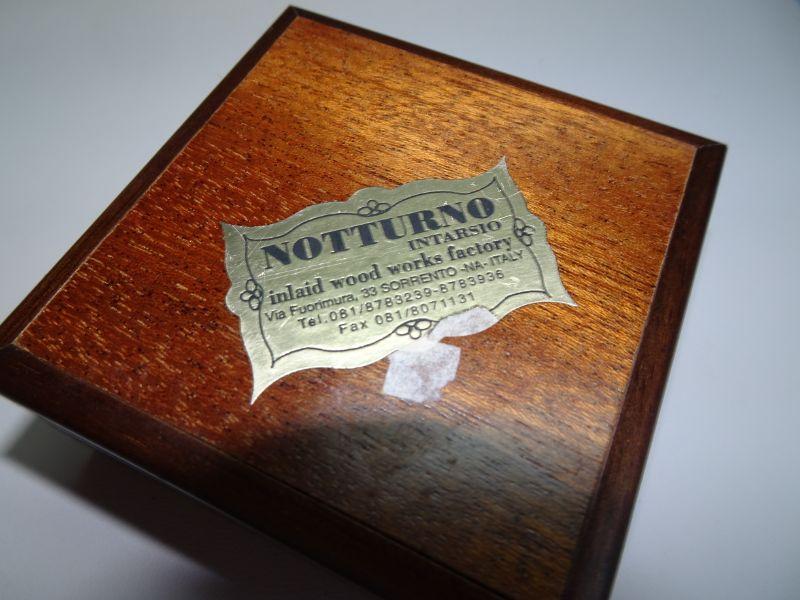 NOTTURNO
INTARSIO
inlaid wood works factory
Via Fuorimura, 33 SORRENTO -NA- ITALY
Tel. 081/8783239-8783936
Fax 081/8071131